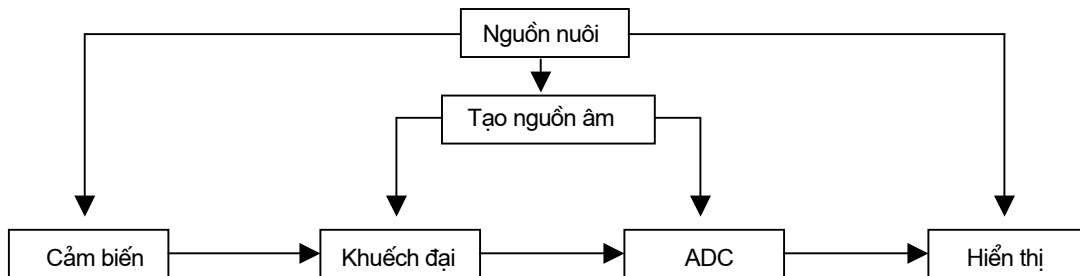 Nguồn nuôi
Tạo nguồn âm
Cảm biến
Khuếch đại
ADC
Hiển thị